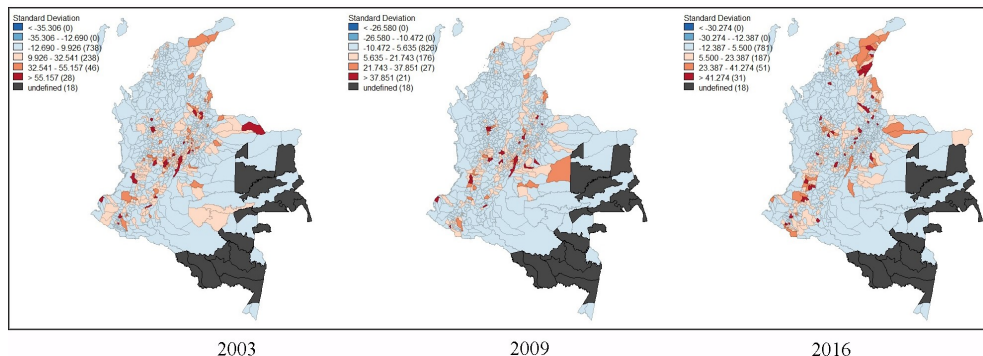 Standard Deviation
< -35.306 (0)
-35.306 - -12.690 (0)
-12.690 - 9.926 (738)
9.926 - 32.541 (238)
32.541 - 55.157 (46)
> 55.157 (28)
undefined (18)
Standard Deviation
< -26.580 (0)
-26.580 - -10.472 (0)
-10.472 - 5.635 (826)
5.635 - 21.743 (176)
21.743 - 37.851 (27)
> 37.851 (21)
undefined (18)
Standard Deviation
< -30.274 (0)
-30.274 - -12.387 (0)
-12.387 - 5.500 (781)
5.500 - 23.387 (187)
23.387 - 41.274 (51)
> 41.274 (31)
undefined (18)
2003
2009
2016